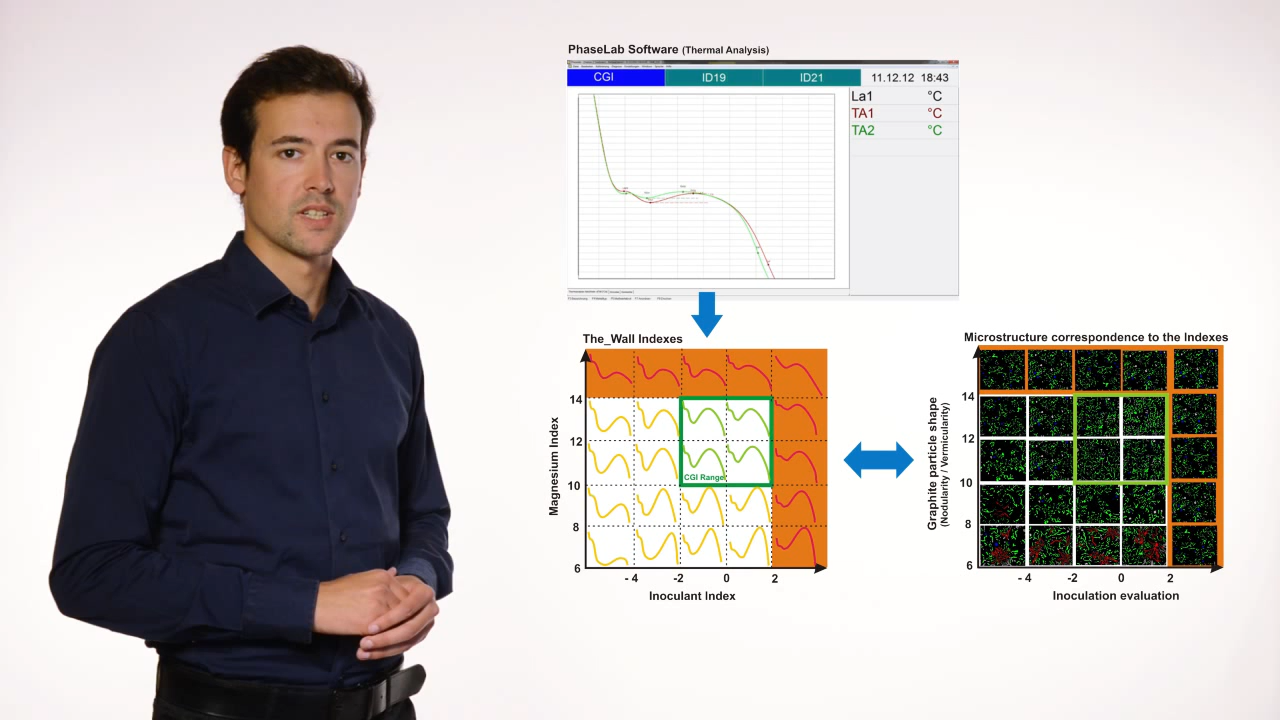 PhaseLab Software (Thermal Analysis)
CGI ID19 ID21 11.12.12 18:43
La1 °C
TA1 °C
TA2 °C
The_Wall Indexes
14
12
10
8
6
Magnesium Index
CGI Range
- 4 -2 0 2
Inoculant Index
Microstructure correspondence to the Indexes
14
12
10
8
6
Graphite particle shape
(Nodularity / Vermicularity)
- 4 -2 0 2
Inoculation evaluation